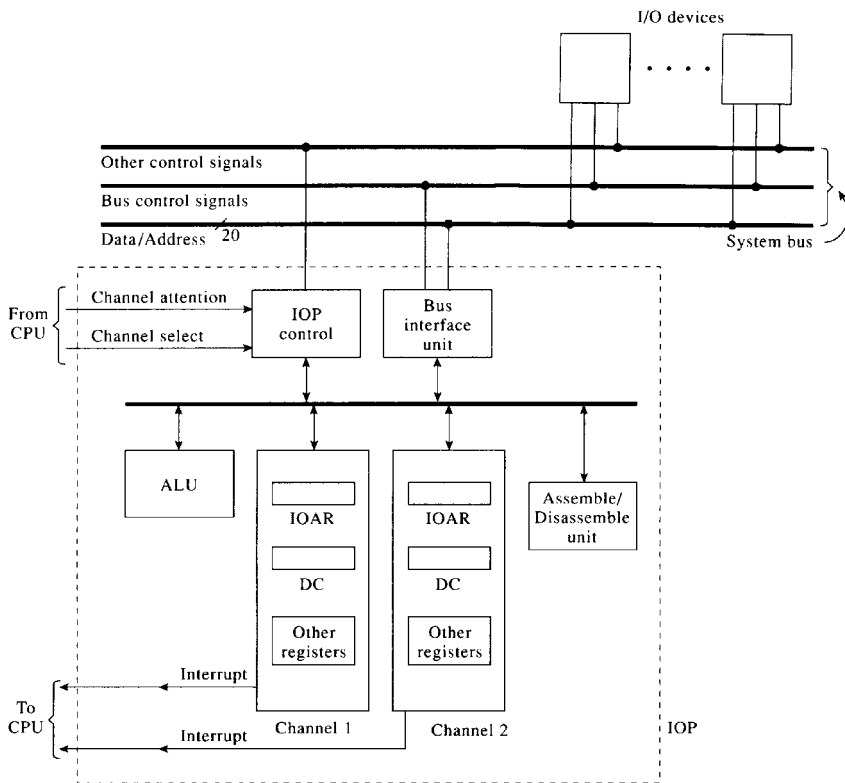 I/O devices
Other control signals
Bus control signals
Data/Address
20
System bus
From
CPU
Channel attention
Channel select
IOP
control
Bus
interface
unit
ALU
IOAR
DC
Other
registers
IOAR
DC
Other
registers
Assemble/
Disassemble
unit
To
CPU
Interrupt
Interrupt
Channel 1
Channel 2
IOP